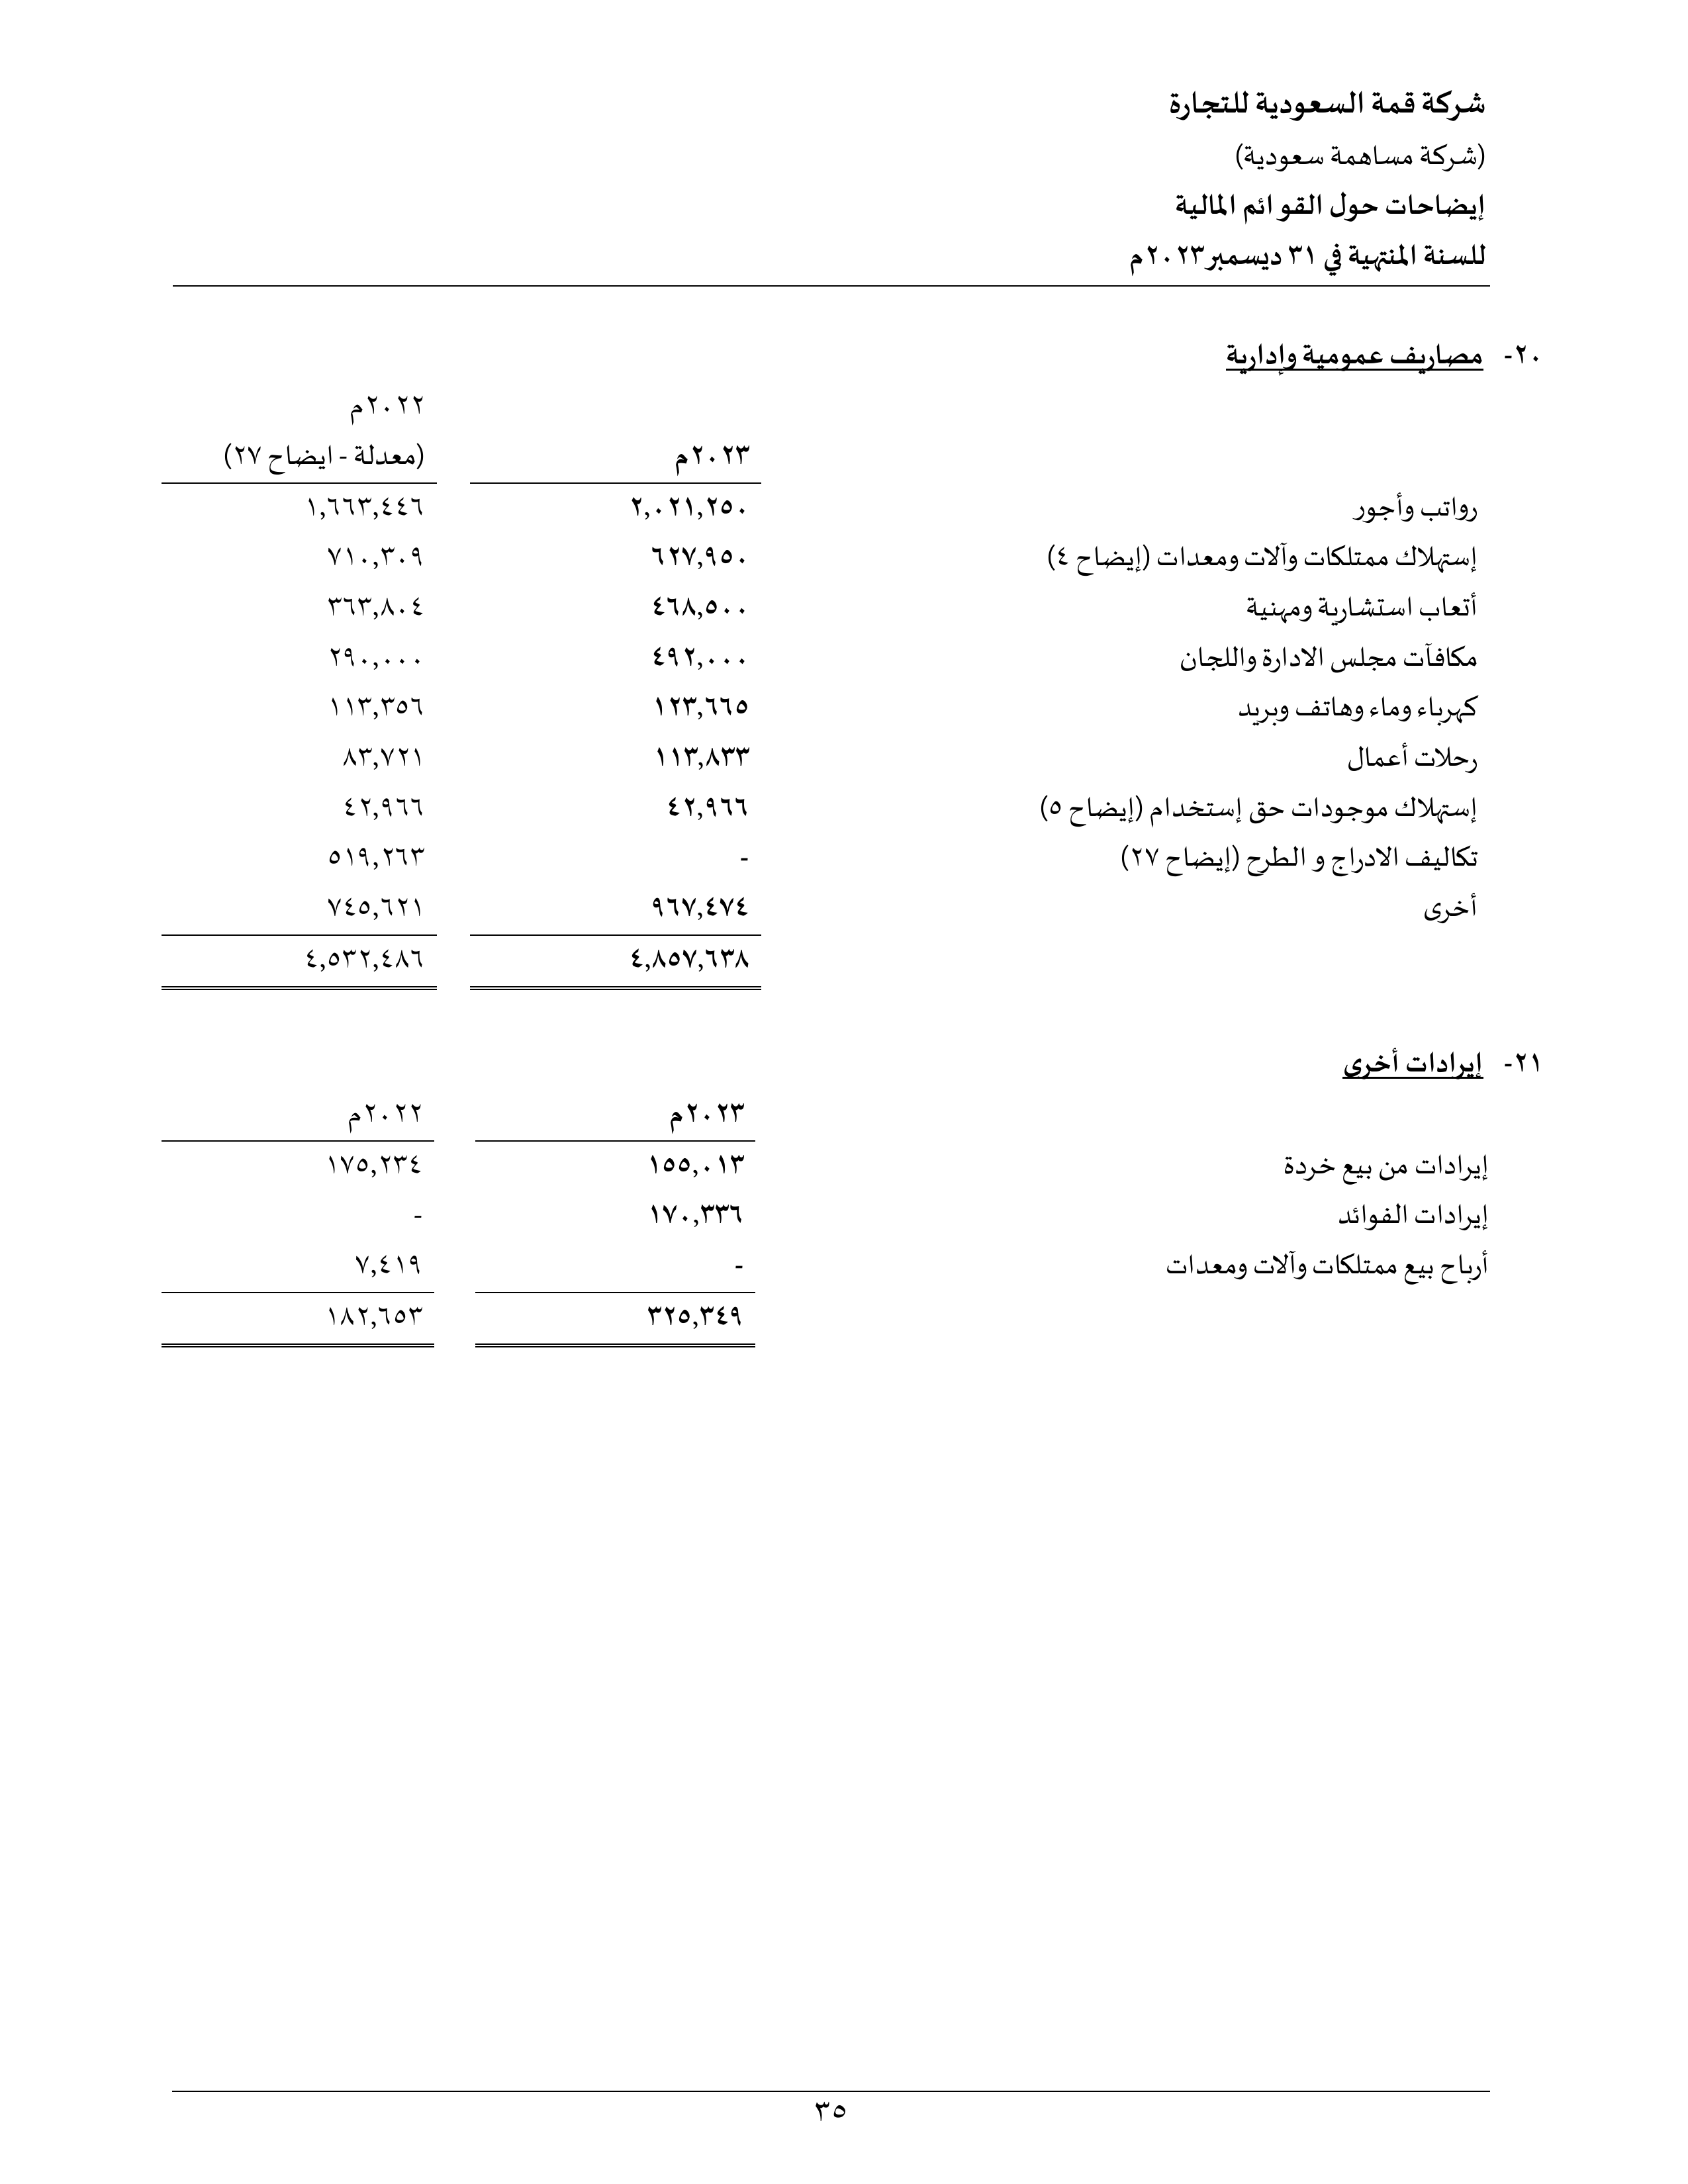 شركة قمة السعودية للتجارة
(شركة مساهمة سعودية)
إيضاحات حول القوائم المالية
للسنة المنتهية في ٣١ ديسمبر٢٠٢٣م
٢٠- مصاريف عمومية وإدارية
٢٠٢٢م
٢٠٢٣م (معدلة - ايضاح ٢٧)
رواتب وأجور ٢,٠٢١,٢٥٠ ١,٦٦٣,٤٤٦
إستهلاك ممتلكات وآلات ومعدات (إيضاح ٤) ٦٢٧,٩٥٠ ٧١٠,٣٠٩
أتعاب استشارية ومهنية ٤٦٨,٥٠٠ ٣٦٣,٨٠٤
مكافآت مجلس الادارة واللجان ٤٩٢,٠٠٠ ٢٩٠,٠٠٠
كهرباء وماء وهاتف وبريد ١٢٣,٦٦٥ ١١٣,٣٥٦
رحلات أعمال ١١٣,٨٣٣ ٨٣,٧٢١
إستهلاك موجودات حق إستخدام (إيضاح ٥) ٤٢,٩٦٦ ٤٢,٩٦٦
تكاليف الادراج و الطرح (إيضاح ٢٧) - ٥١٩,٢٦٣
أخرى ٩٦٧,٤٧٤ ٧٤٥,٦٢١
٤,٨٥٧,٦٣٨ ٤,٥٣٢,٤٨٦
٢١- إيرادات أخرى
٢٠٢٣م ٢٠٢٢م
إيرادات من بيع خردة ١٥٥,٠١٣ ١٧٥,٢٣٤
إيرادات الفوائد ١٧٠,٣٣٦ -
أرباح بيع ممتلكات وآلات ومعدات - ٧,٤١٩
٣٢٥,٣٤٩ ١٨٢,٦٥٣
٣٥